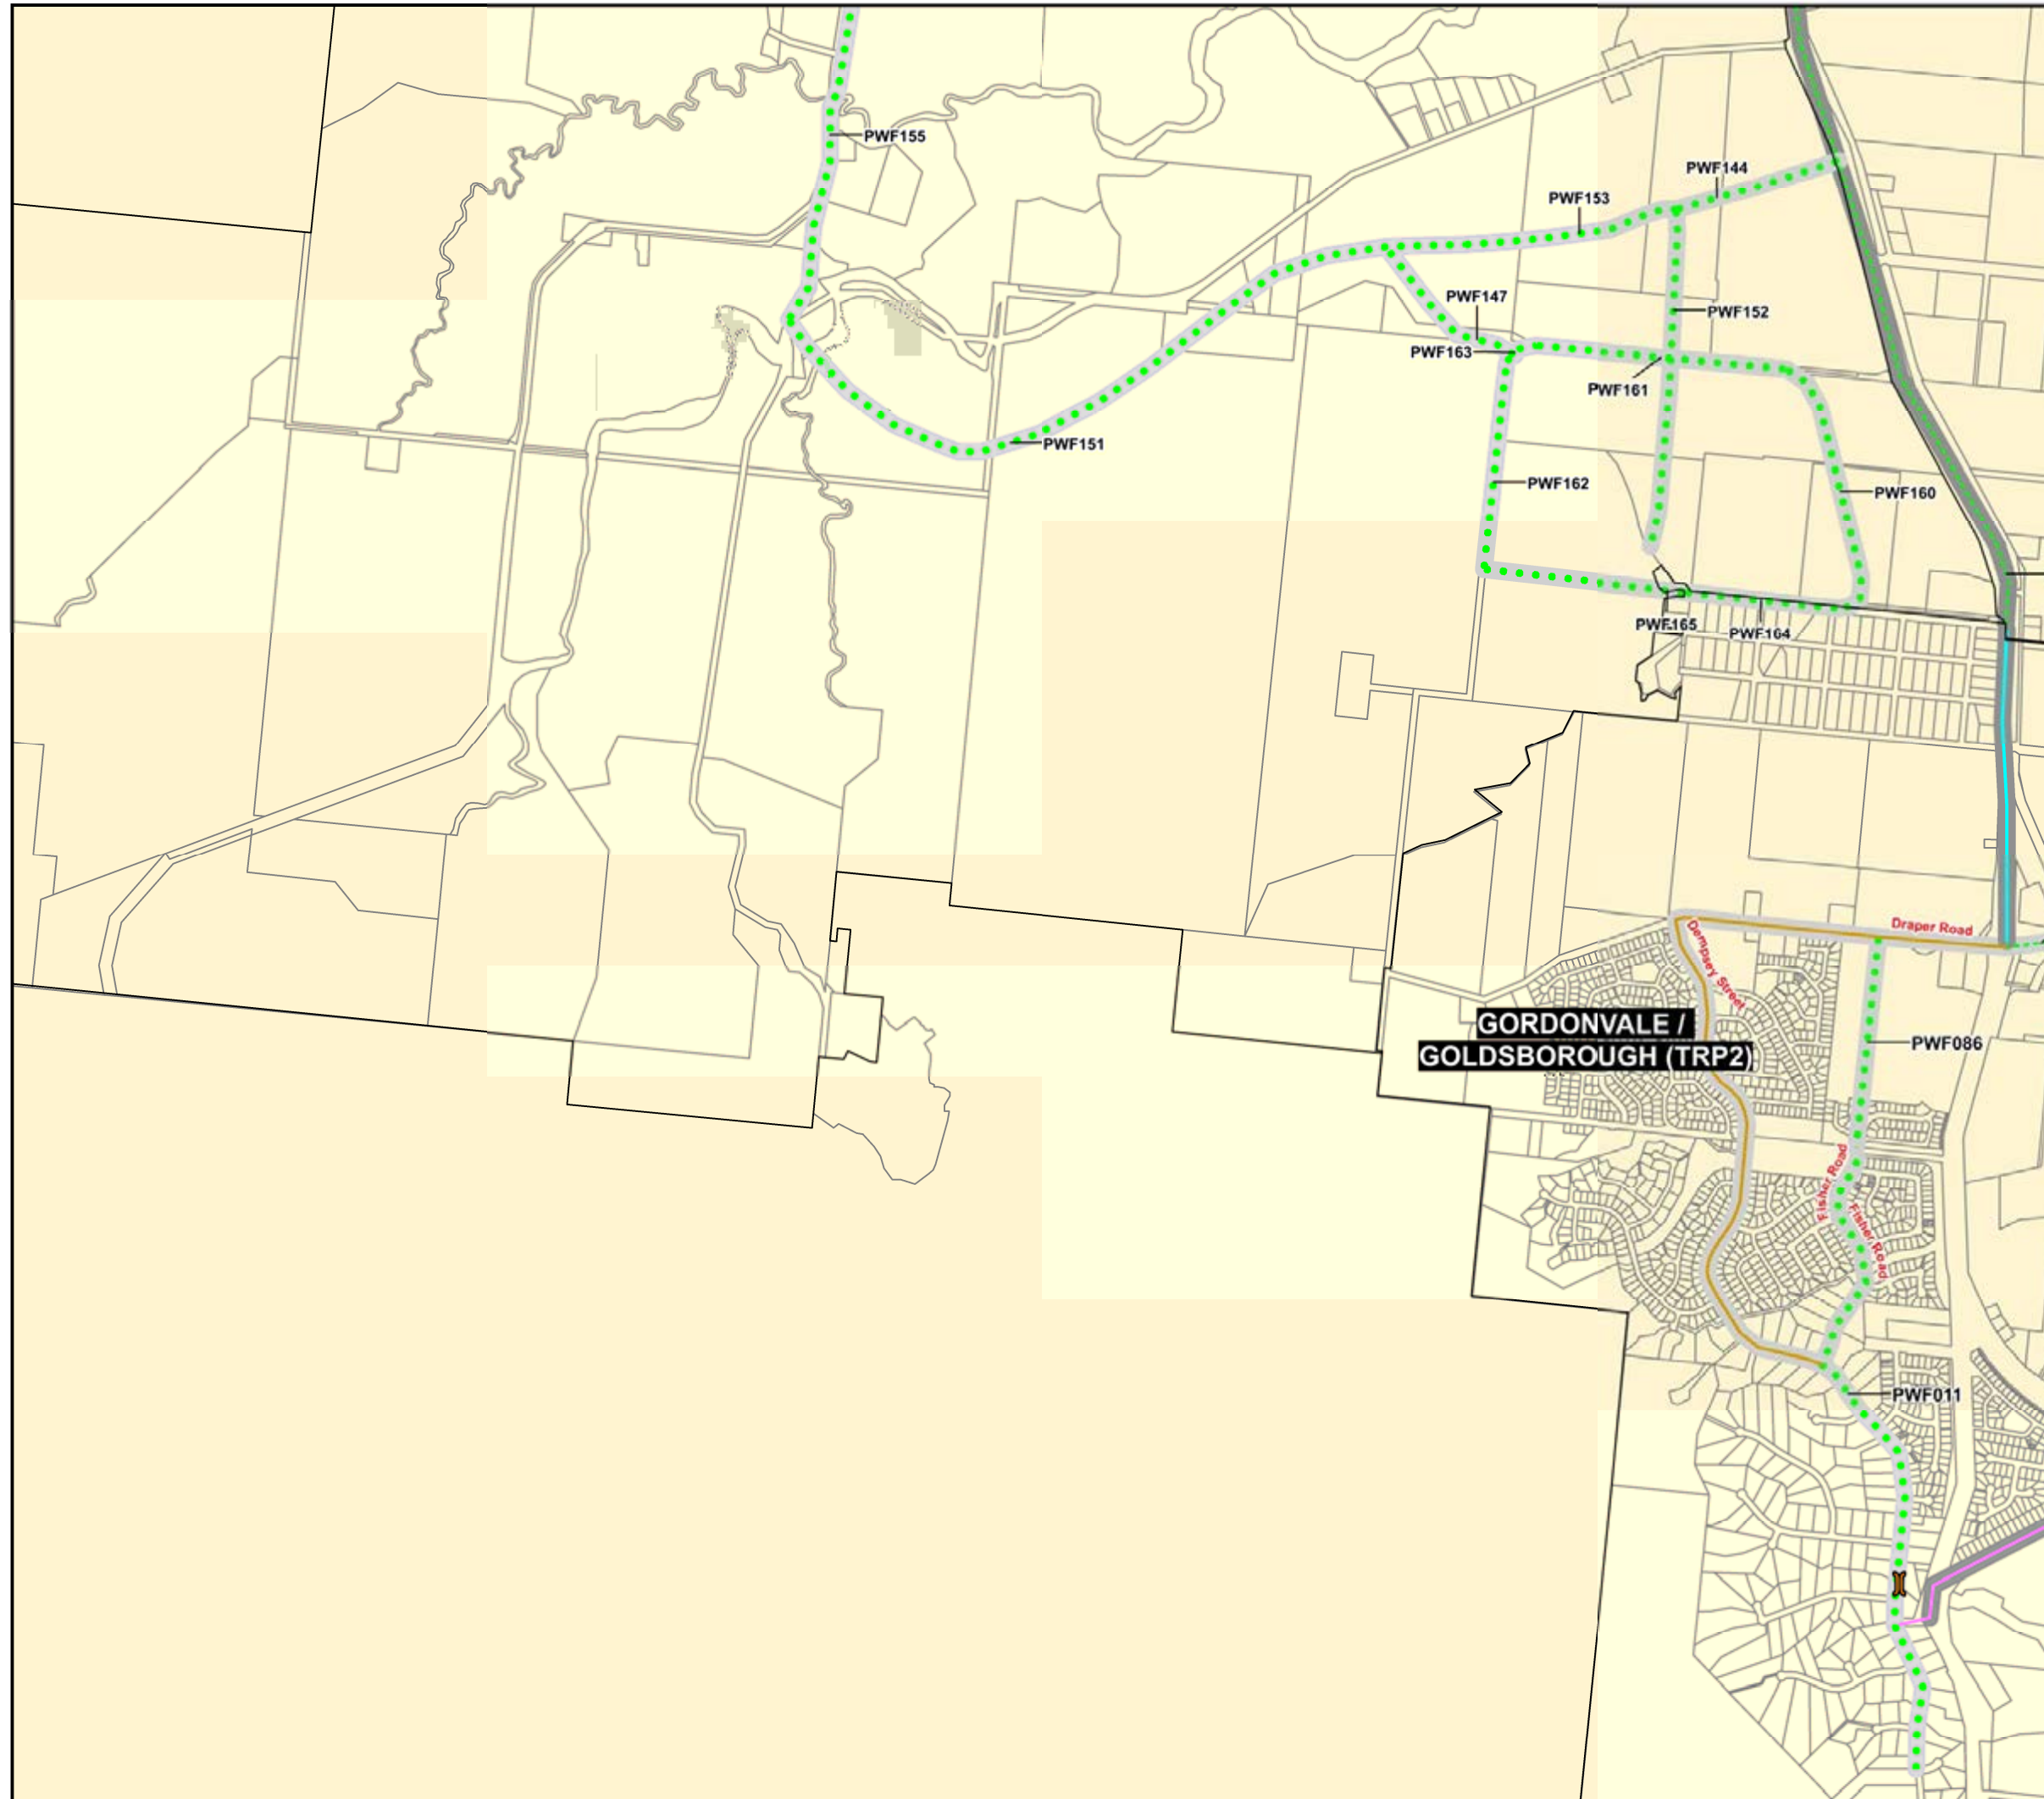 PWF155
PWF144
PWF153
PWF147
PWF152
PWF163
PWF161
PWF151
PWF162
PWF160
PWF165
PWF164
Draper Road
Dempsey Street
GORDONVALE /
GOLDSBOROUGH (TRP2)
PWF086
Fisher Road
Fisher Road
PWF011